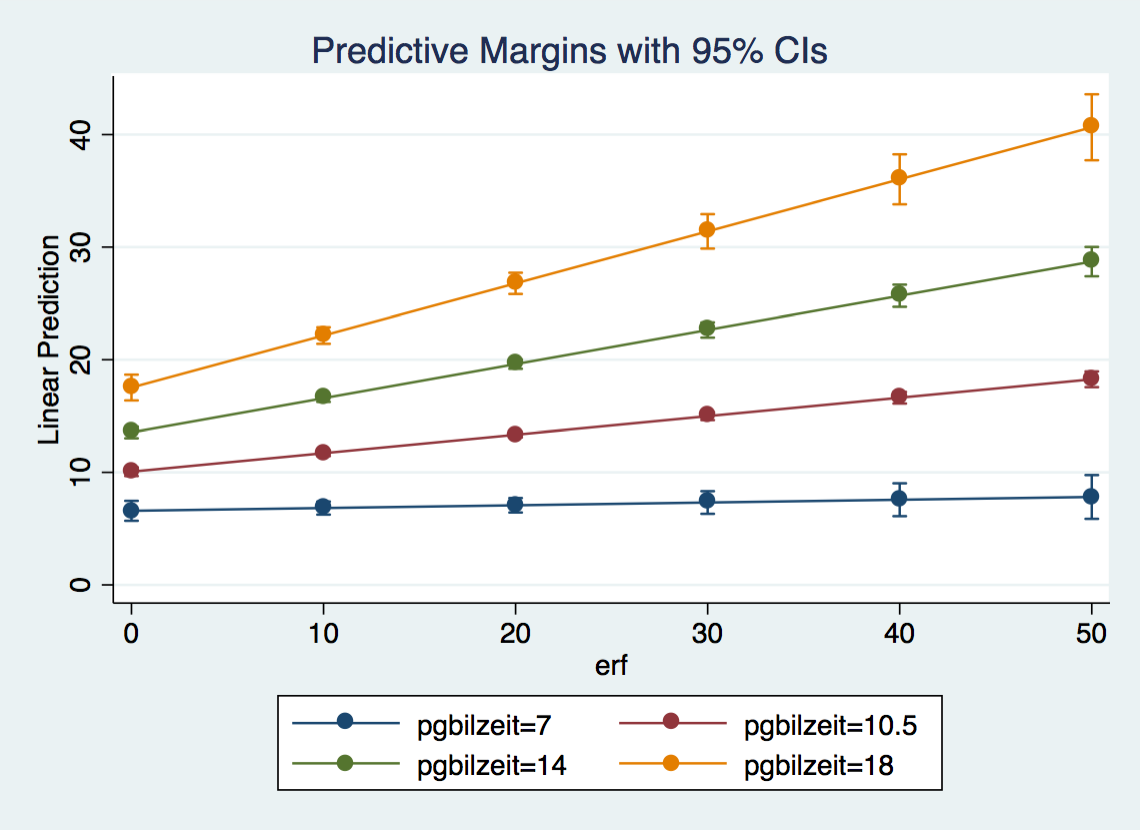 Predictive Margins with 95% CIs
Linear Prediction
40
30
20
10
0
0 10 20 30 40 50
erf
pgbilzeit=7 pgbilzeit=10.5
pgbilzeit=14 pgbilzeit=18